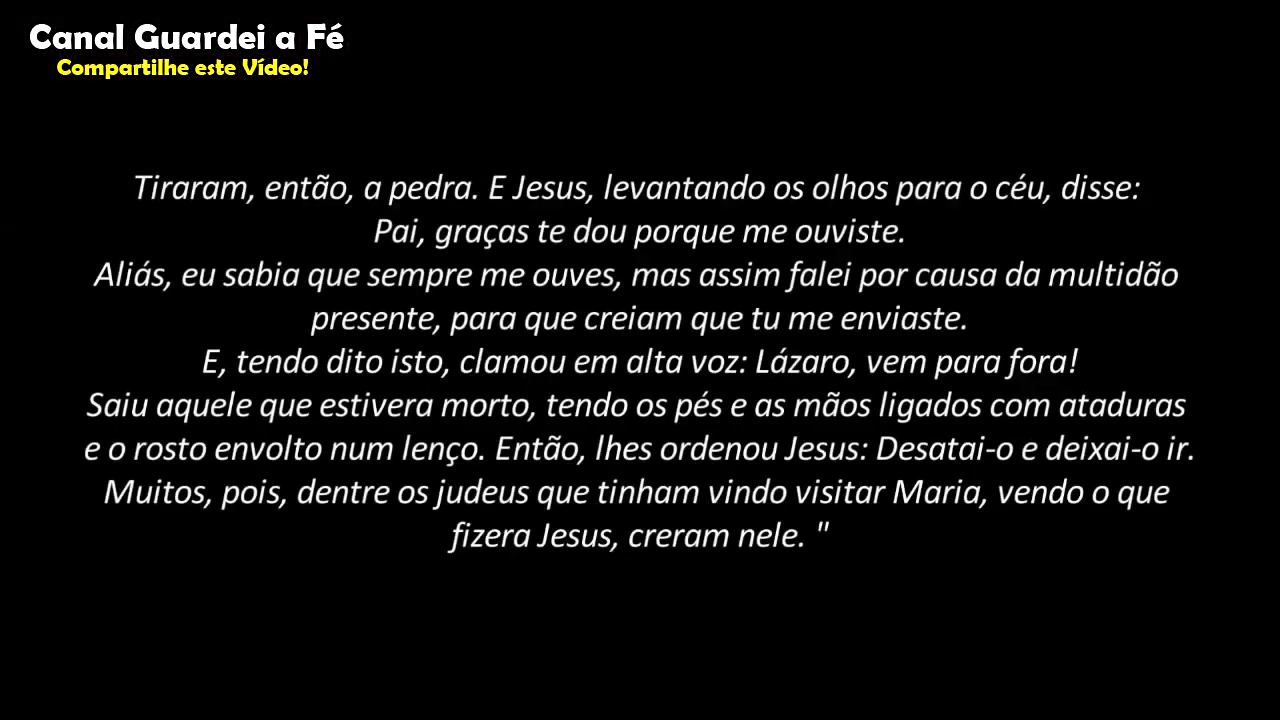 Canal Guardei a Fé
Compartilhe este Vídeo!
Tiraram, então, a pedra. E Jesus, levantando os olhos para o céu, disse:
Pai, graças te dou porque me ouviste.
Aliás, eu sabia que sempre me ouves, mas assim falei por causa da multidão
presente, para que creiam que tu me enviaste.
E, tendo dito isto, clamou em alta voz: Lázaro, vem para fora!
Saiu aquele que estivera morto, tendo os pés e as mãos ligados com ataduras
e o rosto envolto num lenço. Então, lhes ordenou Jesus: Desatai-o e deixai-o ir.
Muitos, pois, dentre os judeus que tinham vindo visitar Maria, vendo o que
fizera Jesus, creram nele. "